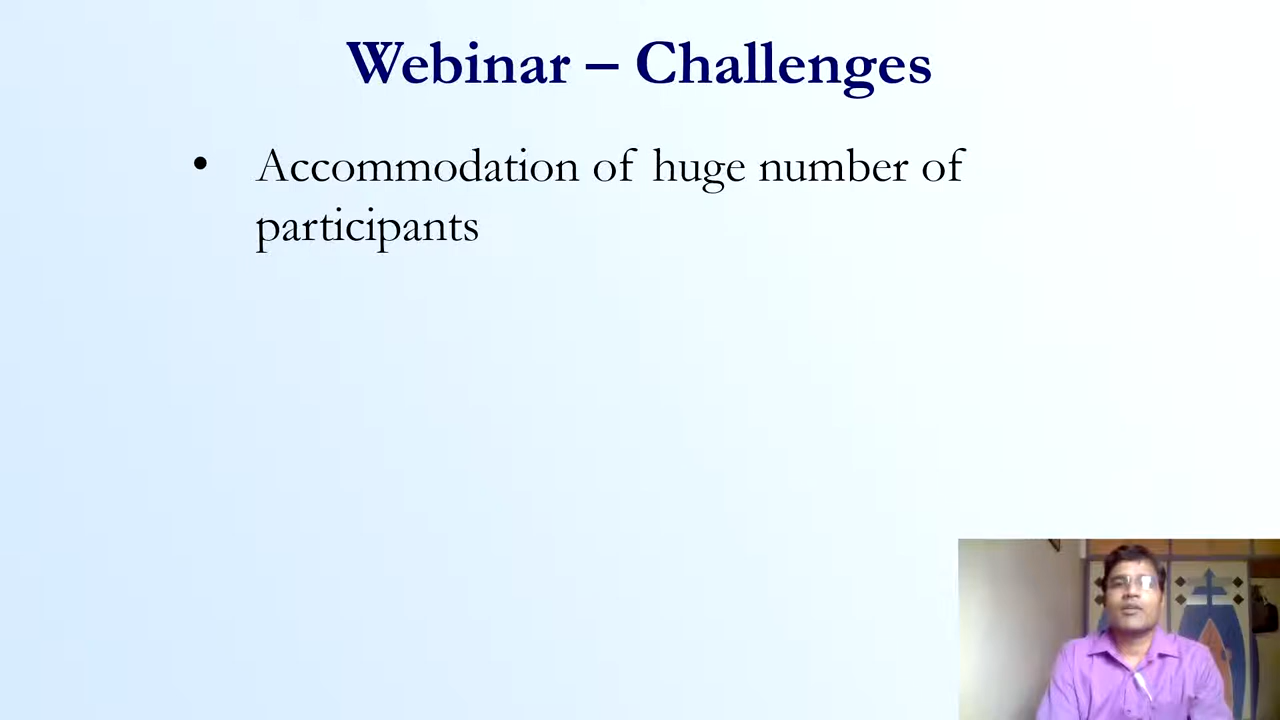 Webinar – Challenges
• Accommodation of huge number of
participants